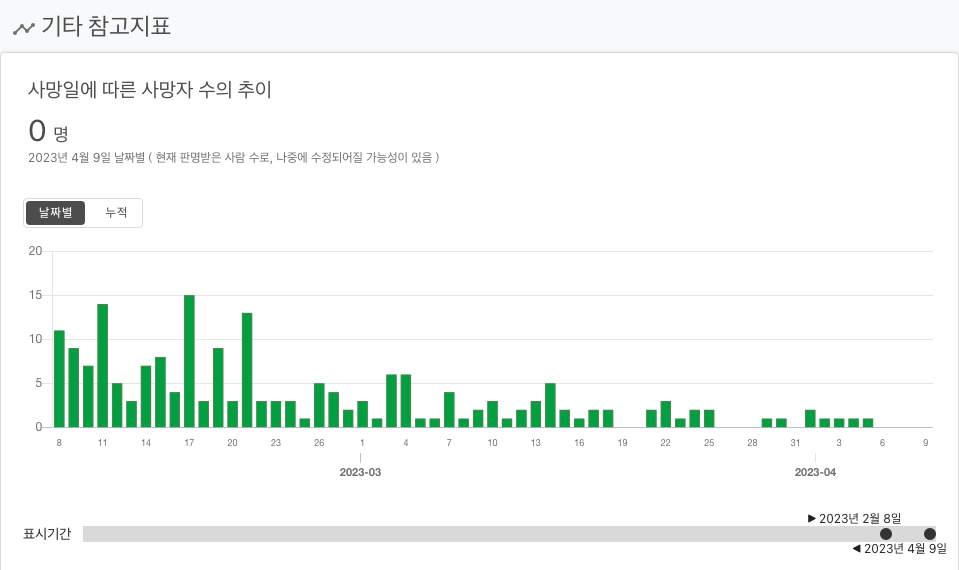 기타 참고지표
사망일에 따른 사망자 수의 추이
0 명
2023년 4월 9일 날짜별 ( 현재 판명받은 사람 수로, 나중에 수정되어질 가능성이 있음 )
날짜별 누적
20
15
10
5
0
8 11 14 17 20 23 26 1 4 7 10 13 16 19 22 25 28 31 3 6 9
2023-03 2023-04
▶ 2023년 2월 8일
표시기간
◀ 2023년 4월 9일